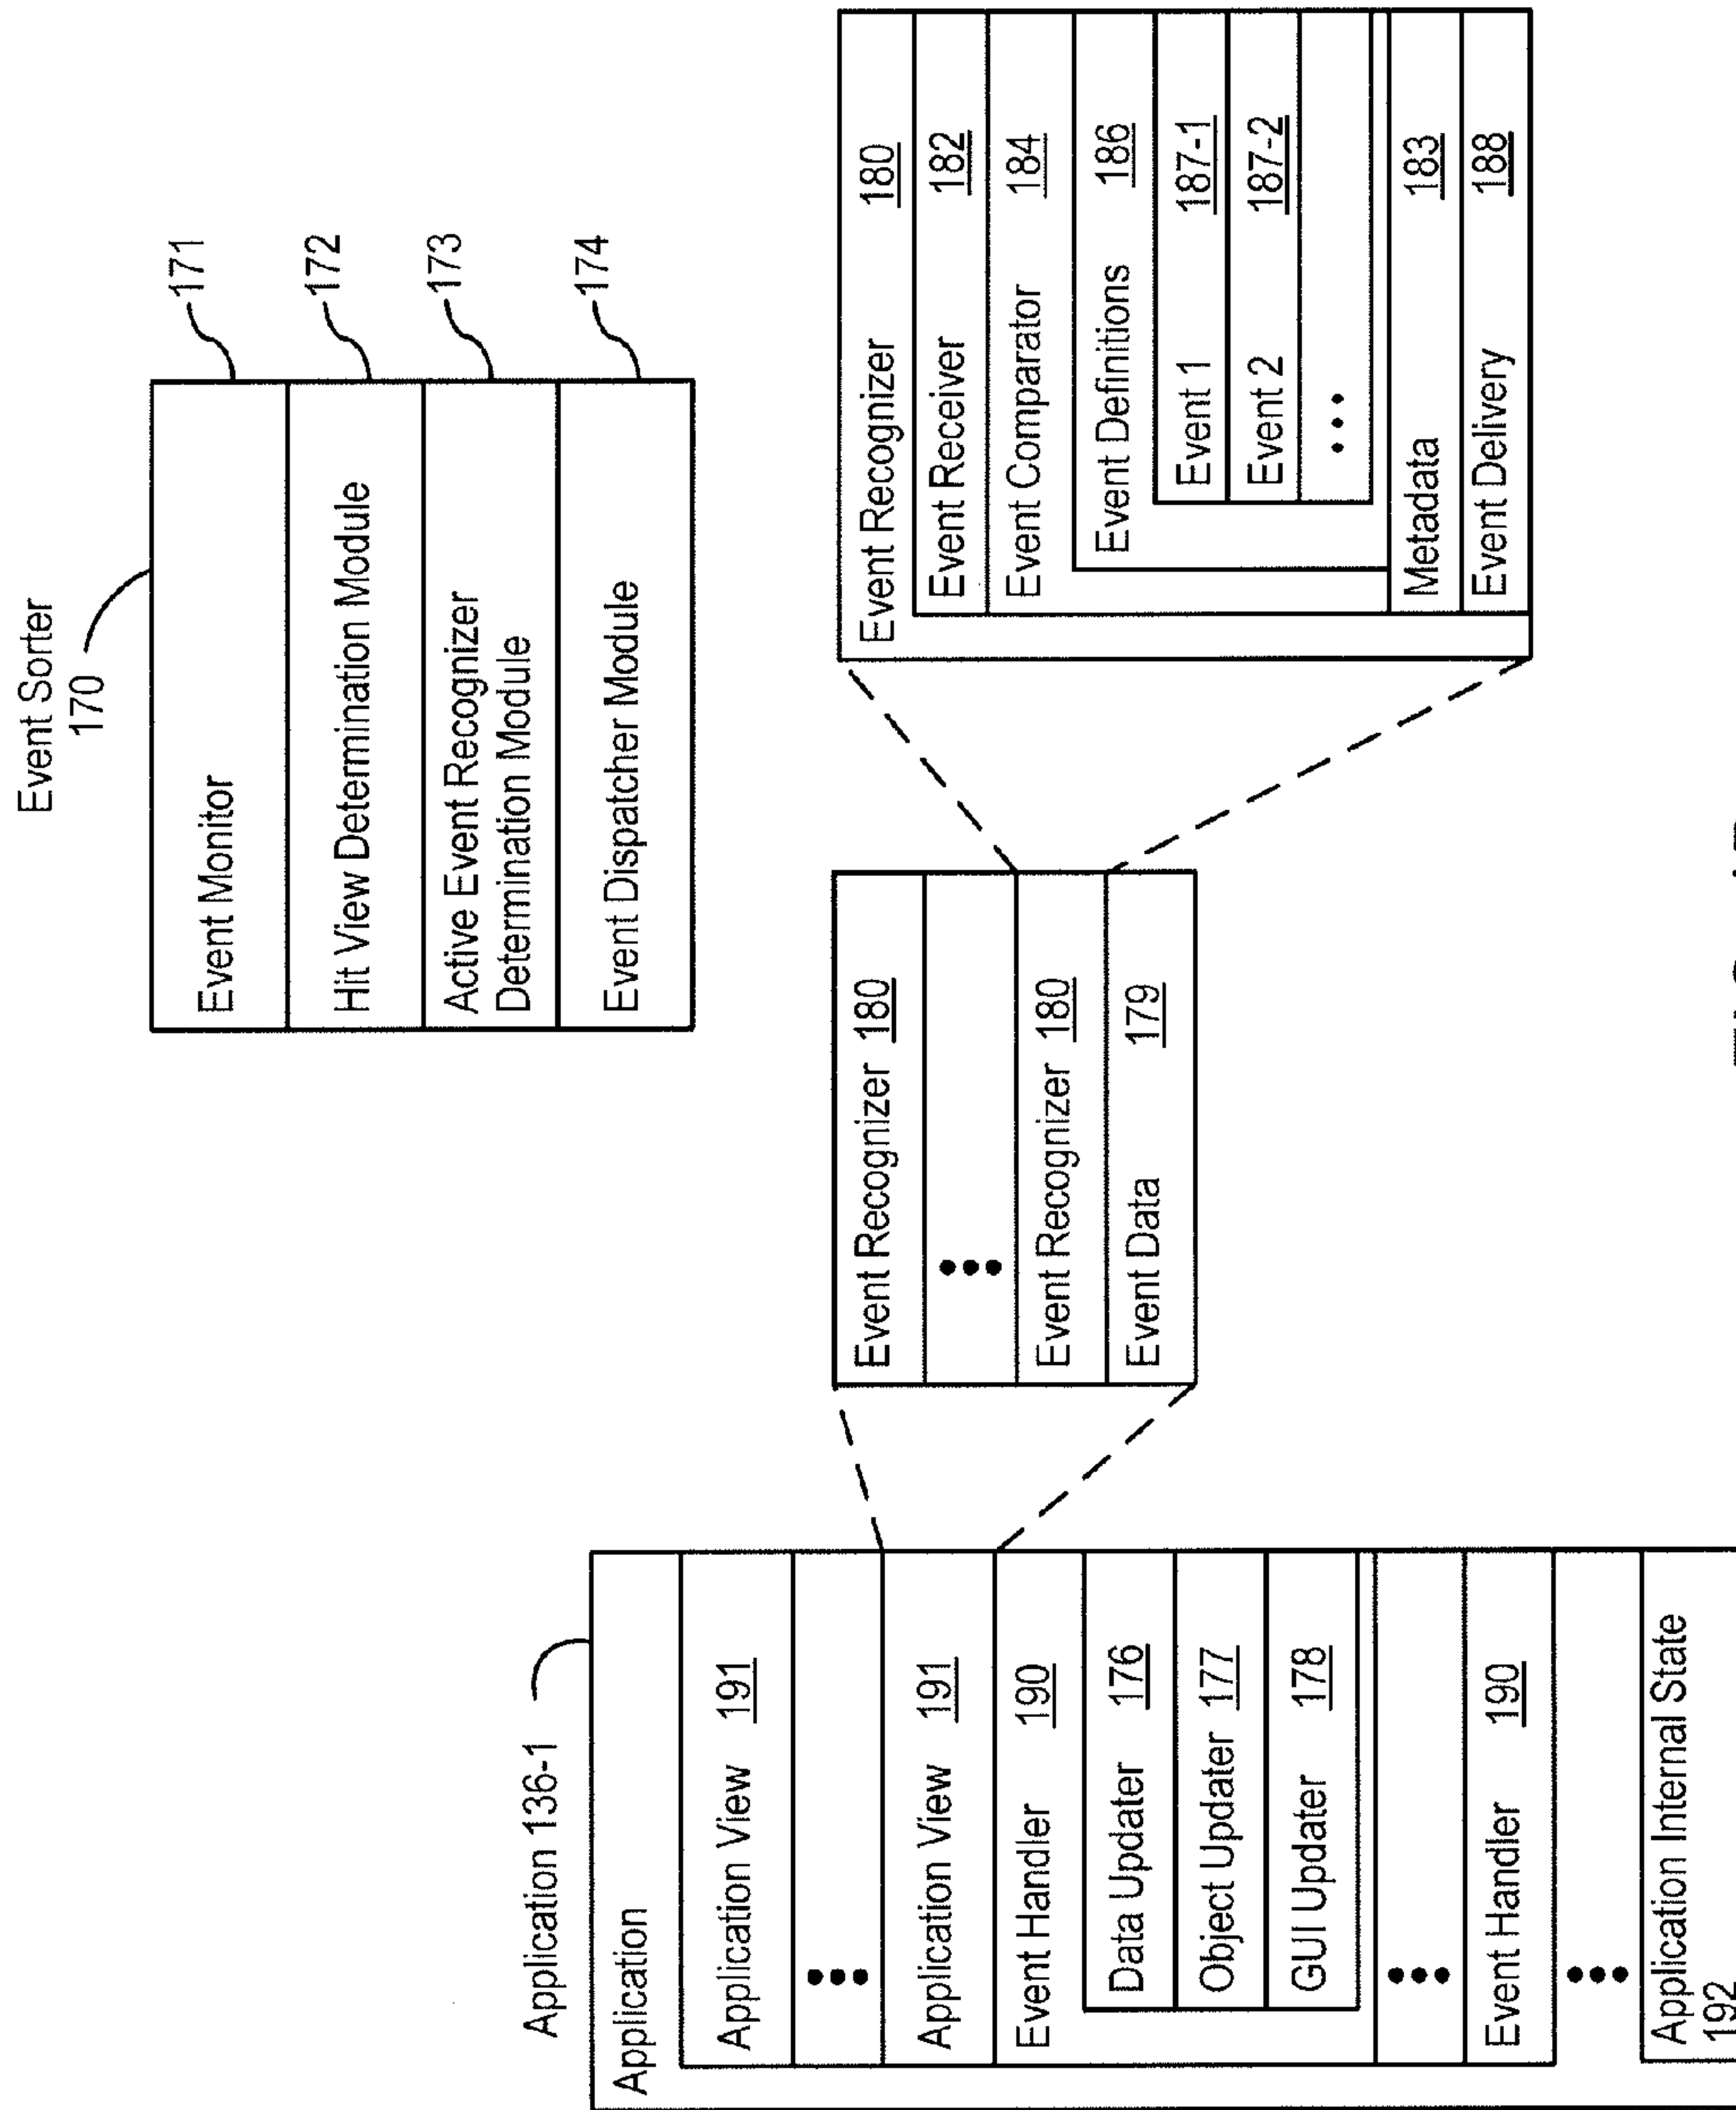 Event Sorter
170
Event Monitor
171
Hit View Determination Module
172
Active Event Recognizer
Determination Module
173
Event Dispatcher Module
174
Application 136-1
Application
Application View 191
Application View 191
Event Handler 190
Data Updater 176
Object Updater 177
GUI Updater 178
Event Handler 190
Application Internal State
192
Event Recognizer 180
Event Recognizer 180
Event Data 179
Event Recognizer 180
Event Receiver 182
Event Comparator 184
Event Definitions 186
Event 1 187-1
Event 2 187-2
Metadata 183
Event Delivery 188